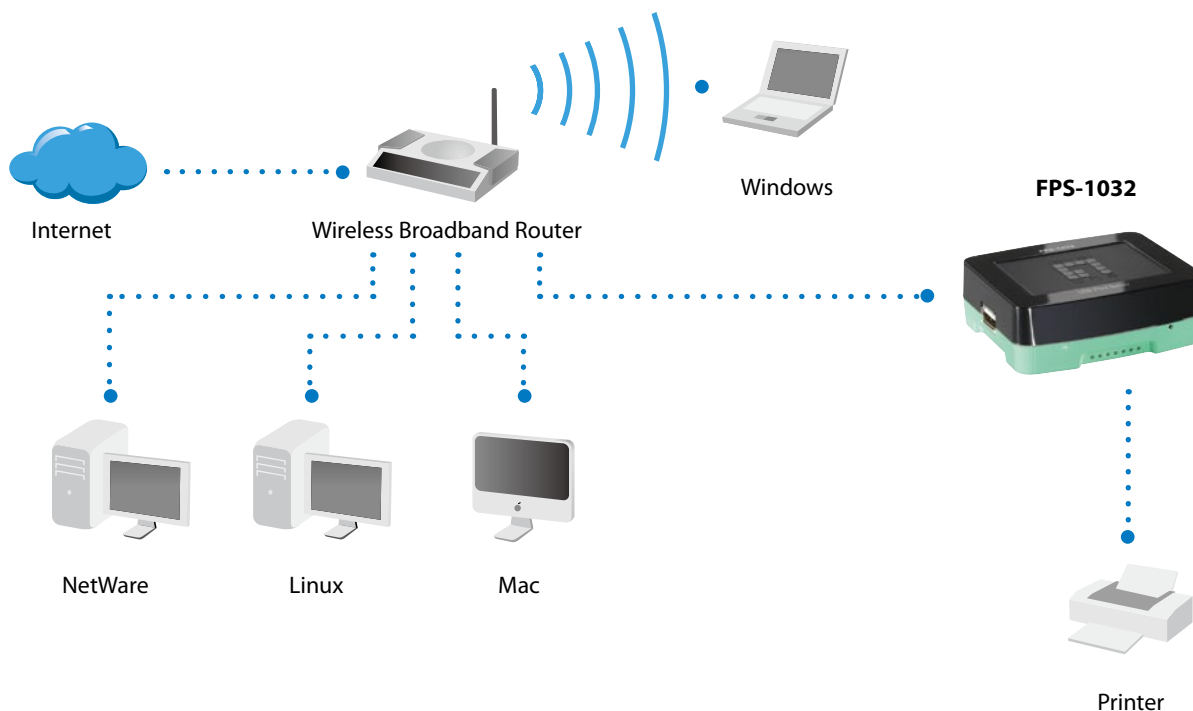 Internet
Wireless Broadband Router
Windows
FPS-1032
NetWare
Linux
Mac
Printer